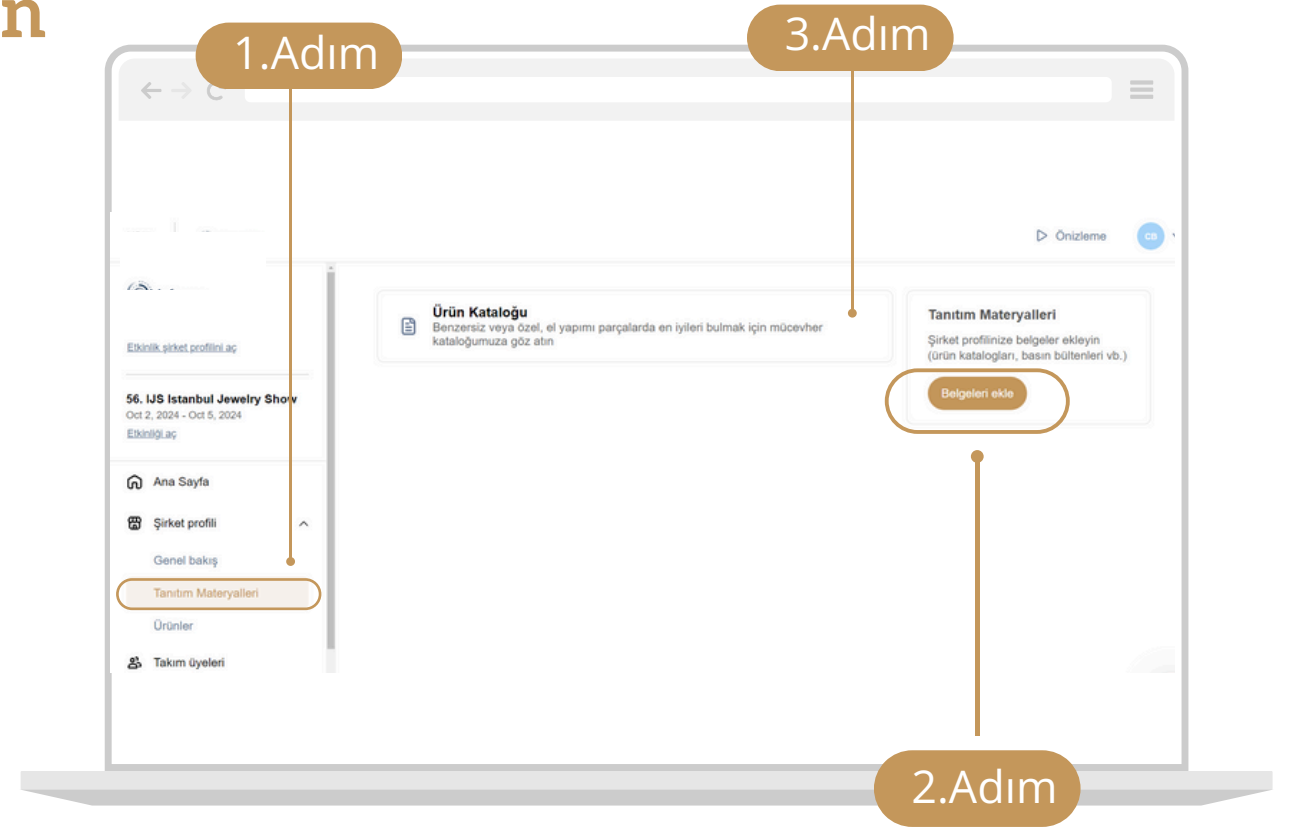 n
1.Adım
3.Adım
Önizleme
CB
Etkinlik şirket profilini aç
56. IJS Istanbul Jewelry Show
Oct 2, 2024 - Oct 5, 2024
Etkinliği aç
Ana Sayfa
Şirket profili
Genel bakış
Tanıtım Materyalleri
Ürünler
Takım üyeleri
Ürün Kataloğu
Benzersiz veya özel, el yapımı parçalarda en iyileri bulmak için mücevher
kataloğumuza göz atın
Tanıtım Materyalleri
Şirket profilinize belgeler ekleyin
(ürün katalogları, basın bültenleri vb.)
Belgeleri ekle
2.Adım